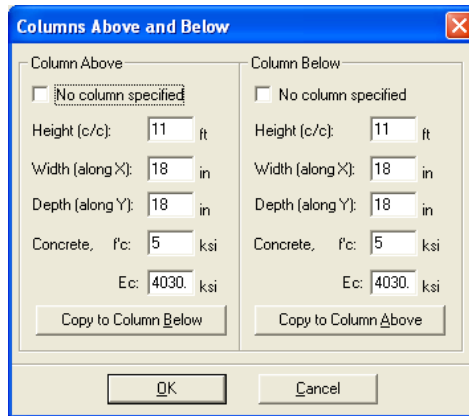 Columns Above and Below
Column Above
No column specified
Height (c/c): 11 ft
Width (along X): 18 in
Depth (along Y): 18 in
Concrete, f'c: 5 ksi
Ec: 4030. ksi
Copy to Column Below
Column Below
No column specified
Height (c/c): 11 ft
Width (along X): 18 in
Depth (along Y): 18 in
Concrete, f'c: 5 ksi
Ec: 4030. ksi
Copy to Column Above
OK
Cancel